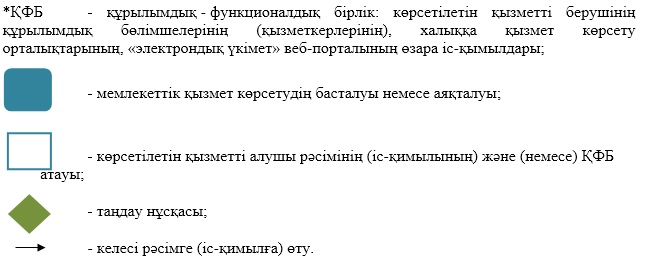 *ҚФБ - құрылымдық - функционалдық бірлік: көрсетілетін қызметті берушінің
құрылымдық бөлімшелерінің (қызметкерлерінің), халыққа қызмет көрсету
орталықтарының, «электрондық үкімет» веб-порталының өзара іс-қымылдары;
- мемлекеттік қызмет көрсетудің басталуы немесе аяқталуы;
- көрсетілетін қызметті алушы рәсімінің (іс-қимылының) және (немесе) ҚФБ
атауы;
- таңдау нұсқасы;
- келесі рәсімге (іс-қимылға) өту.